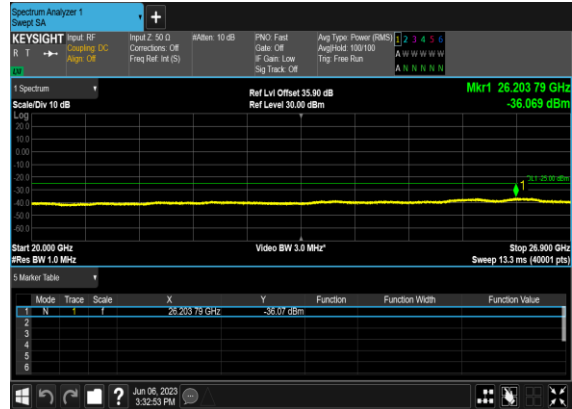 Spectrum Analyzer 1
Swept SA
+
KEYSIGHT
R T
LW
Input: RF
Coupling: DC
Align: Off
Input Z: 50 Ω
Corrections: Off
Freq Ref: Int (S)
#Atten: 10 dB
PNO: Fast
Gate: Off
IF Gain: Low
Sig Track: Off
Avg Type: Power (RMS)
Avg|Hold: 100/100
Trig: Free Run
1 2 3 4 5 6
A W W W W W
A N N N N N
1 Spectrum
Scale/Div 10 dB
Ref Lvl Offset 35.90 dB
Ref Level 30.00 dBm
Mkr1 26.203 79 GHz
-36.069 dBm
Log
20.0
10.0
0.00
-10.0
-20.0
-30.0
-40.0
-50.0
-60.0
DL1 -25.00 dBm
1
Start 20.000 GHz
#Res BW 1.0 MHz
Video BW 3.0 MHz*
Stop 26.900 GHz
Sweep 13.3 ms (40001 pts)
5 Marker Table
Mode Trace Scale X Y Function Function Width Function Value
1 N 1 f 26.203 79 GHz -36.07 dBm
2
3
4
5
6
?
Jun 06, 2023
3:32:53 PM